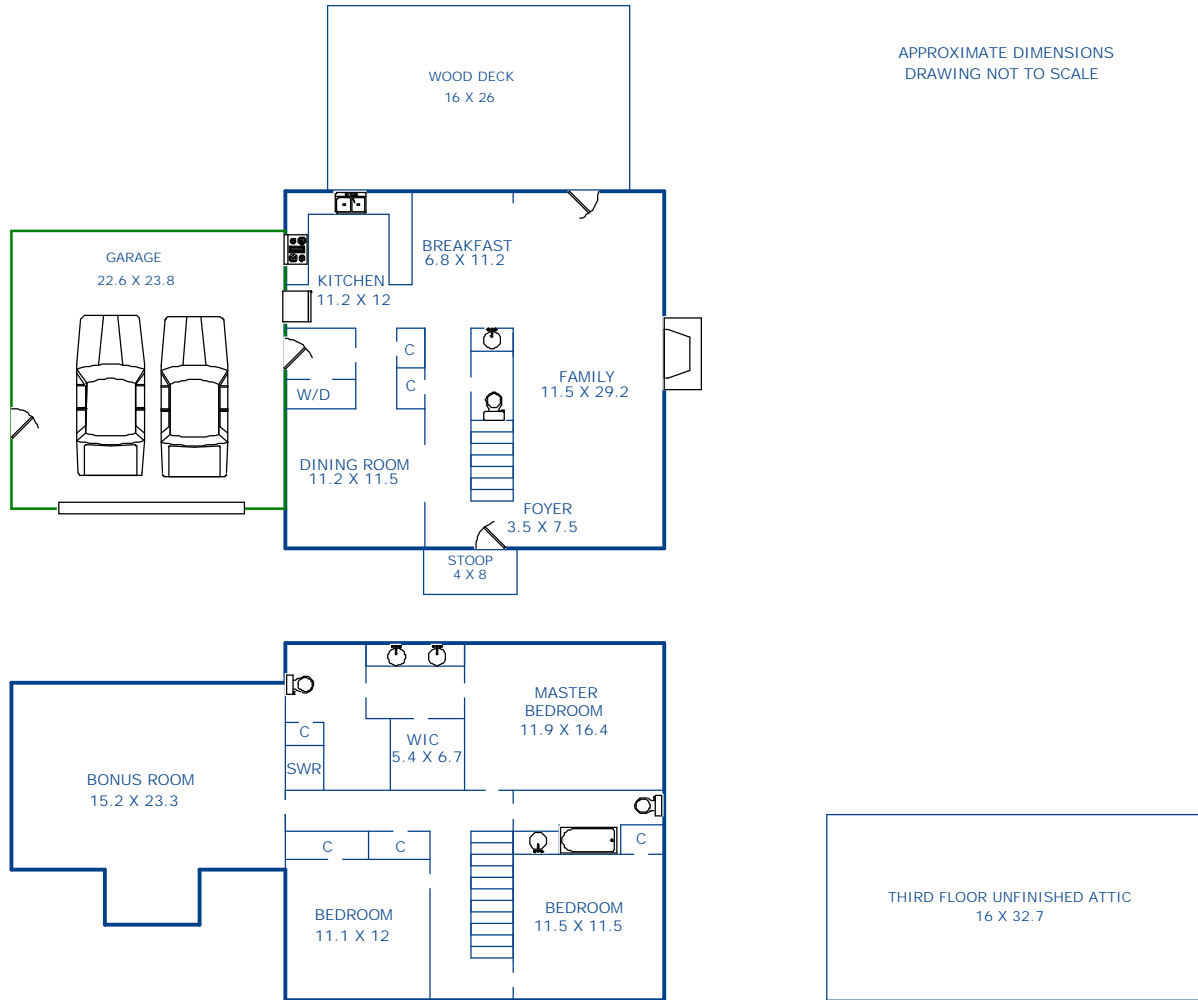 APPROXIMATE DIMENSIONS
DRAWING NOT TO SCALE
WOOD DECK
16 X 26
GARAGE
22.6 X 23.8
BREAKFAST
6.8 X 11.2
KITCHEN
11.2 X 12
C
C
W/D
FAMILY
11.5 X 29.2
DINING ROOM
11.2 X 11.5
FOYER
3.5 X 7.5
STOOP
4 X 8
MASTER
BEDROOM
11.9 X 16.4
C
WIC
5.4 X 6.7
SWR
BONUS ROOM
15.2 X 23.3
C
C
C
BEDROOM
11.1 X 12
BEDROOM
11.5 X 11.5
THIRD FLOOR UNFINISHED ATTIC
16 X 32.7